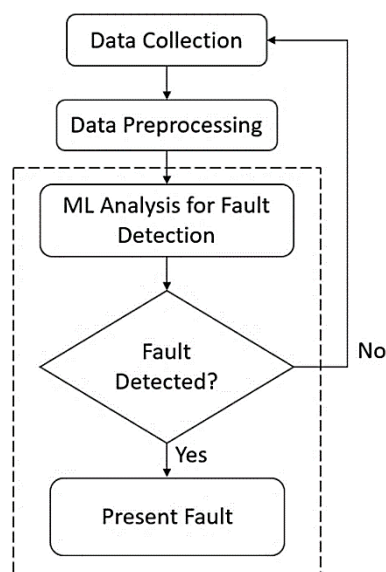 Data Collection
Data Preprocessing
ML Analysis for Fault
Detection
Fault
Detected?
No
Yes
Present Fault